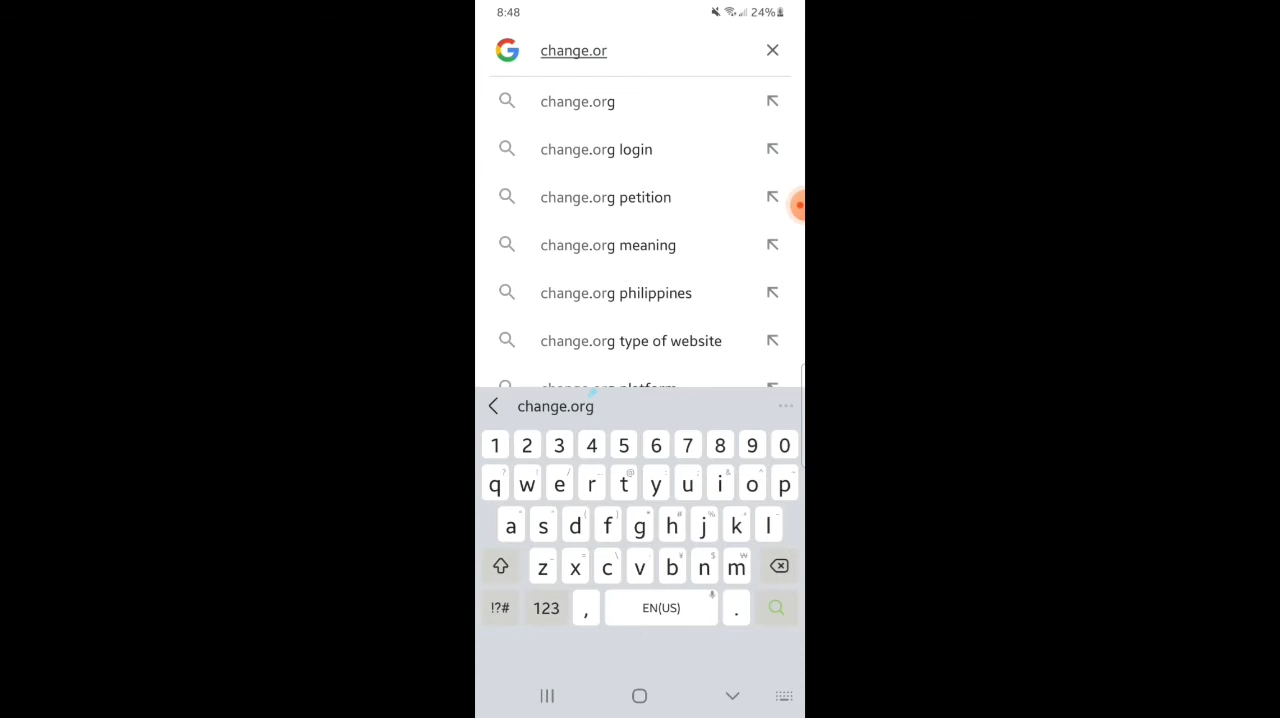 8:48 24%
change.or
change.org
change.org login
change.org petition
change.org meaning
change.org philippines
change.org type of website
change.org platform
change.org
1 2 3 4 5 6 7 8 9 0
q w e r t y u i o p
a s d f g h j k l
z x c v b n m
!?# 123 , EN(US) .